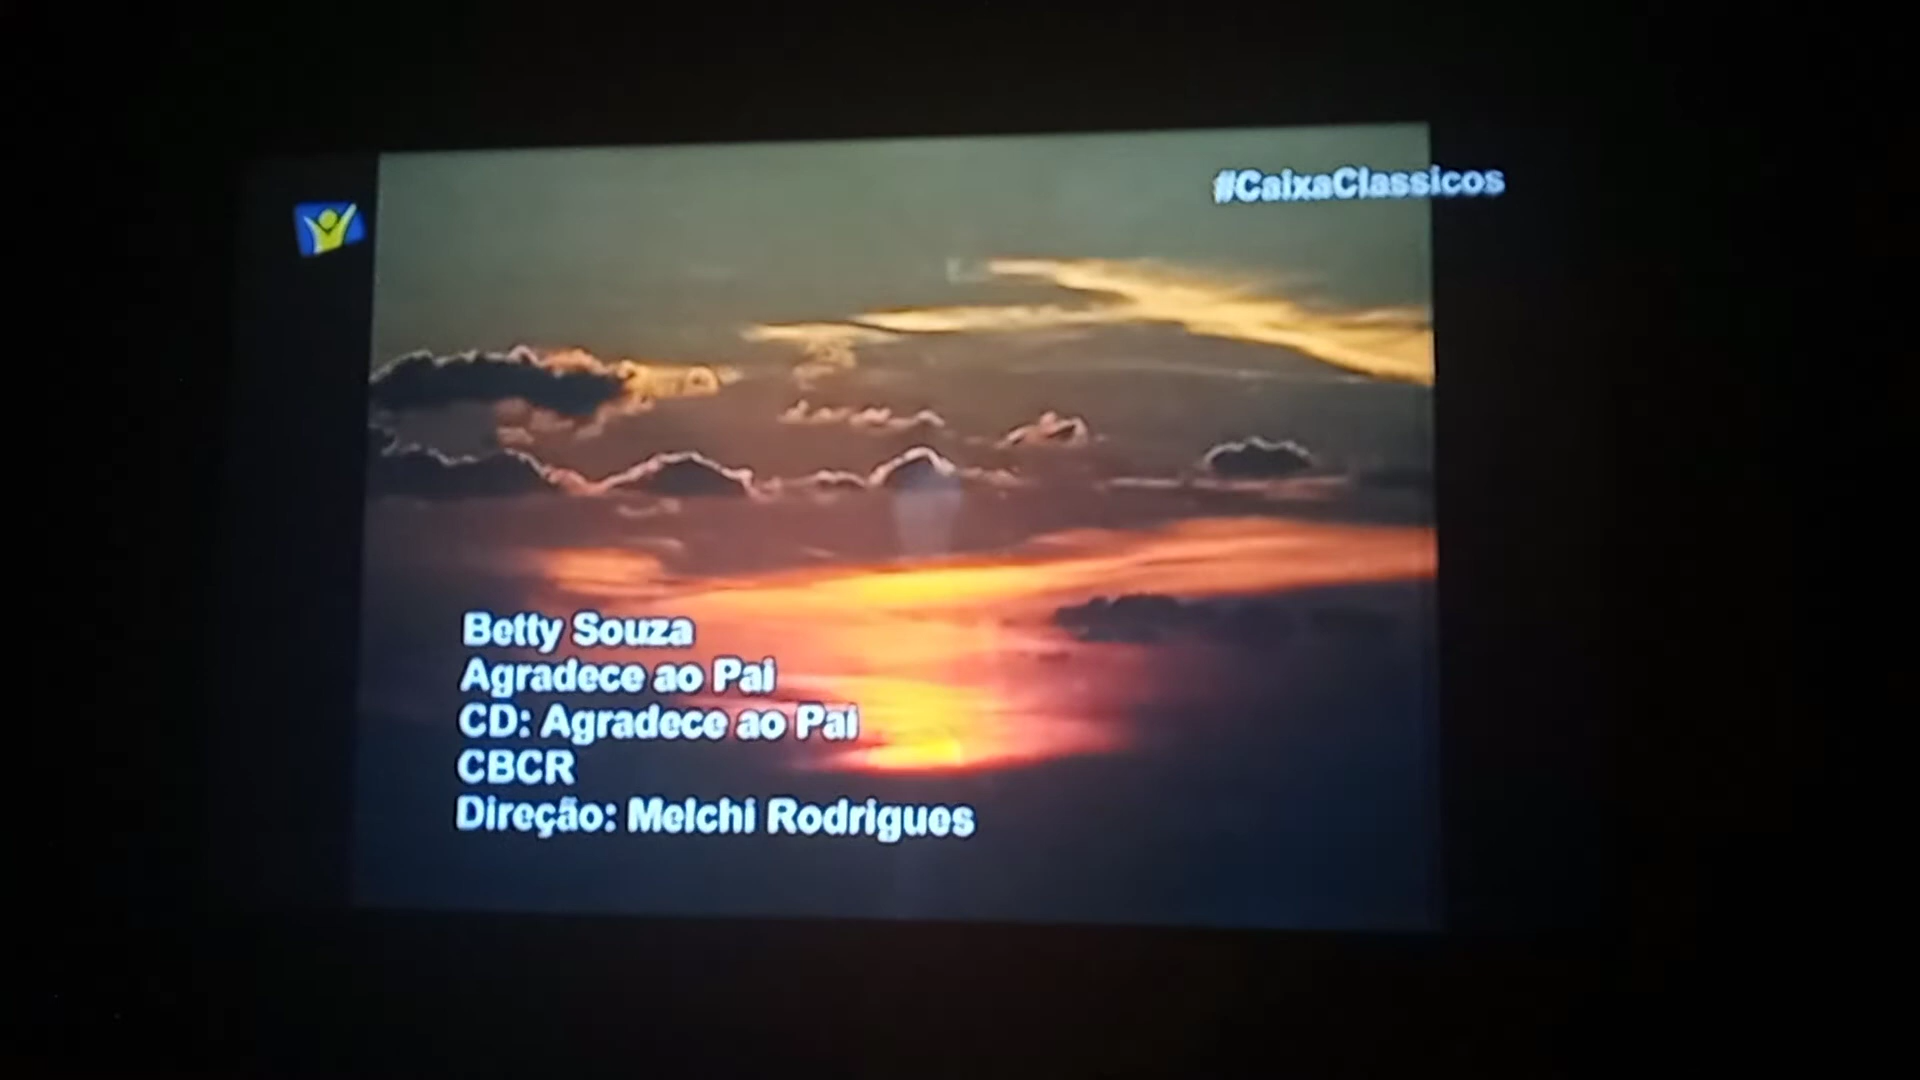 #CaixaClassicos
Betty Souza
Agradece ao Pai
CD: Agradece ao Pai
CBCR
Direção: Melchi Rodrigues